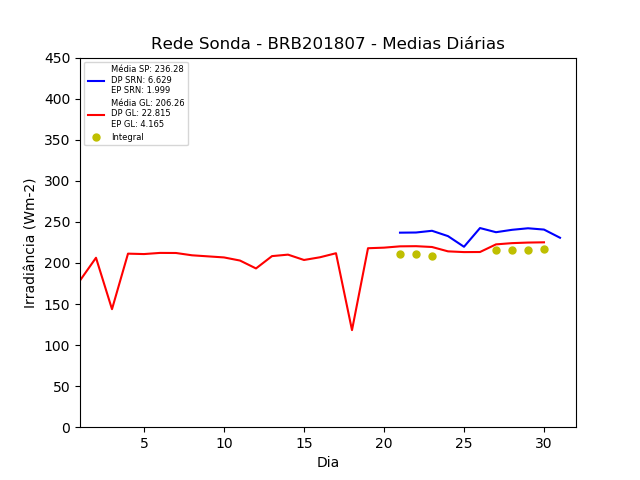 Rede Sonda - BRB201807 - Medias Diárias
450
400
350
300
250
200
150
100
50
0
Irradiância (Wm-2)
Média SP: 236.28
DP SRN: 6.629
EP SRN: 1.999
Média GL: 206.26
DP GL: 22.815
EP GL: 4.165
Integral
5
10
15
20
25
30
Dia